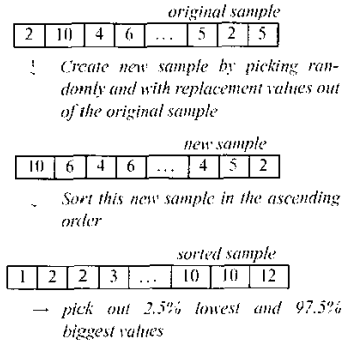 original sample
2 10 4 6 ... 5 2 5
Create new sample by picking ran-
domly and with replacement values out
of the original sample
new sample
10 6 4 6 ... 4 5 2
Sort this new sample in the ascending
order
sorted sample
1 2 2 3 ... 10 10 12
→ pick out 2.5% lowest and 97.5%
biggest values